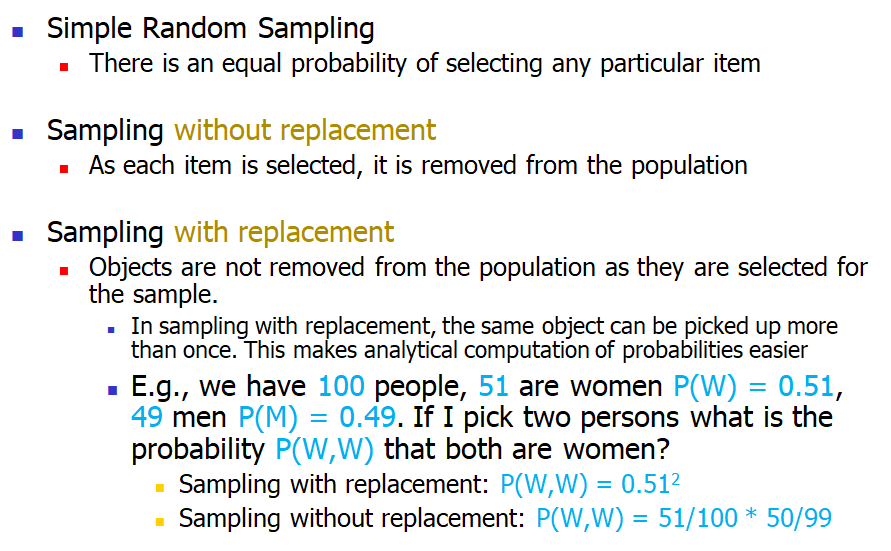 Simple Random Sampling
There is an equal probability of selecting any particular item
Sampling without replacement
As each item is selected, it is removed from the population
Sampling with replacement
Objects are not removed from the population as they are selected for
the sample.
In sampling with replacement, the same object can be picked up more
than once. This makes analytical computation of probabilities easier
E.g., we have 100 people, 51 are women P(W) = 0.51,
49 men P(M) = 0.49. If I pick two persons what is the
probability P(W,W) that both are women?
Sampling with replacement: P(W,W) = 0.51²
Sampling without replacement: P(W,W) = 51/100 * 50/99